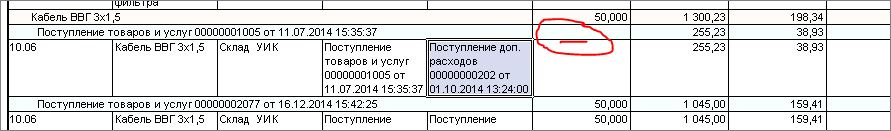 фильтра
Кабель ВВГ 3х1,5 50,000 1 300,23 198,34
Поступление товаров и услуг 00000001005 от 11.07.2014 15:35:37 255,23 38,93
10.06 Кабель ВВГ 3х1,5 Склад УИК Поступление Поступление доп. 255,23 38,93
товаров и услуг расходов
00000001005 от 00000000202 от
11.07.2014 15:35:37 01.10.2014 13:24:00
Поступление товаров и услуг 00000002077 от 16.12.2014 15:42:25 50,000 1 045,00 159,41
10.06 Кабель ВВГ 3х1,5 Склад УИК Поступление Поступление 50,000 1 045,00 159,41